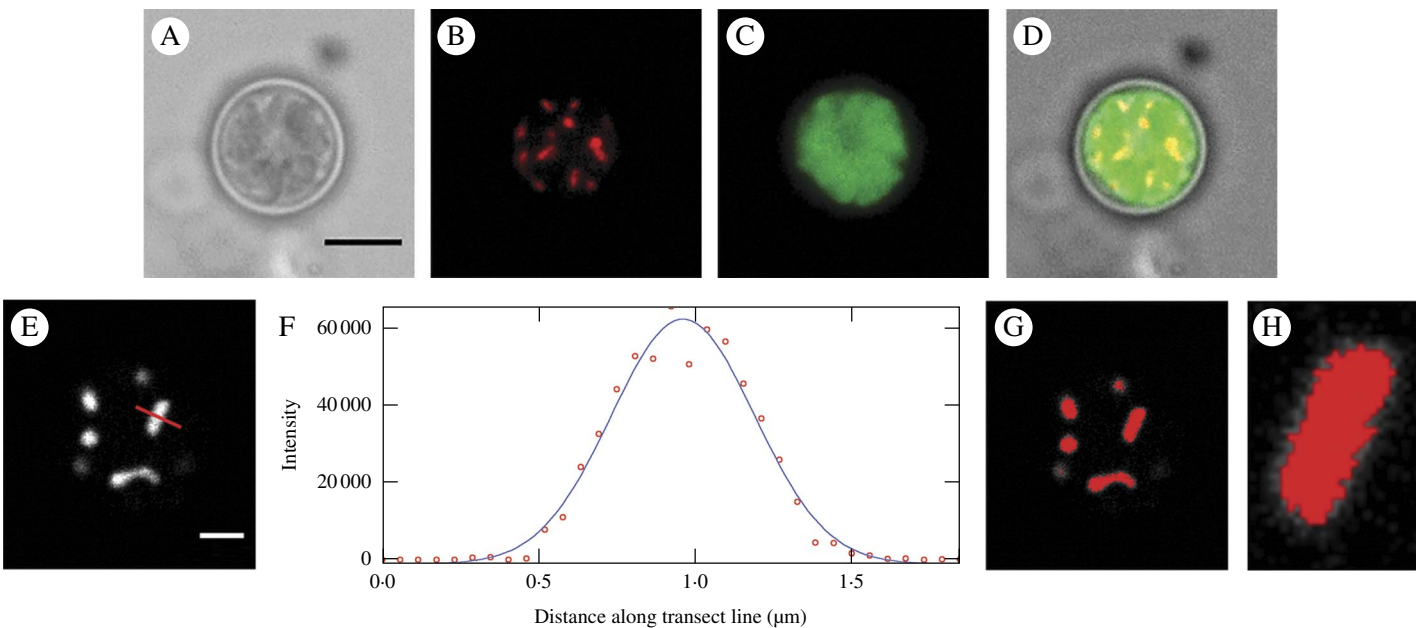 A
B
C
D
E
F
G
H
60 000
40 000
20 000
0
Intensity
0·0
0·5
1·0
1·5
Distance along transect line (µm)